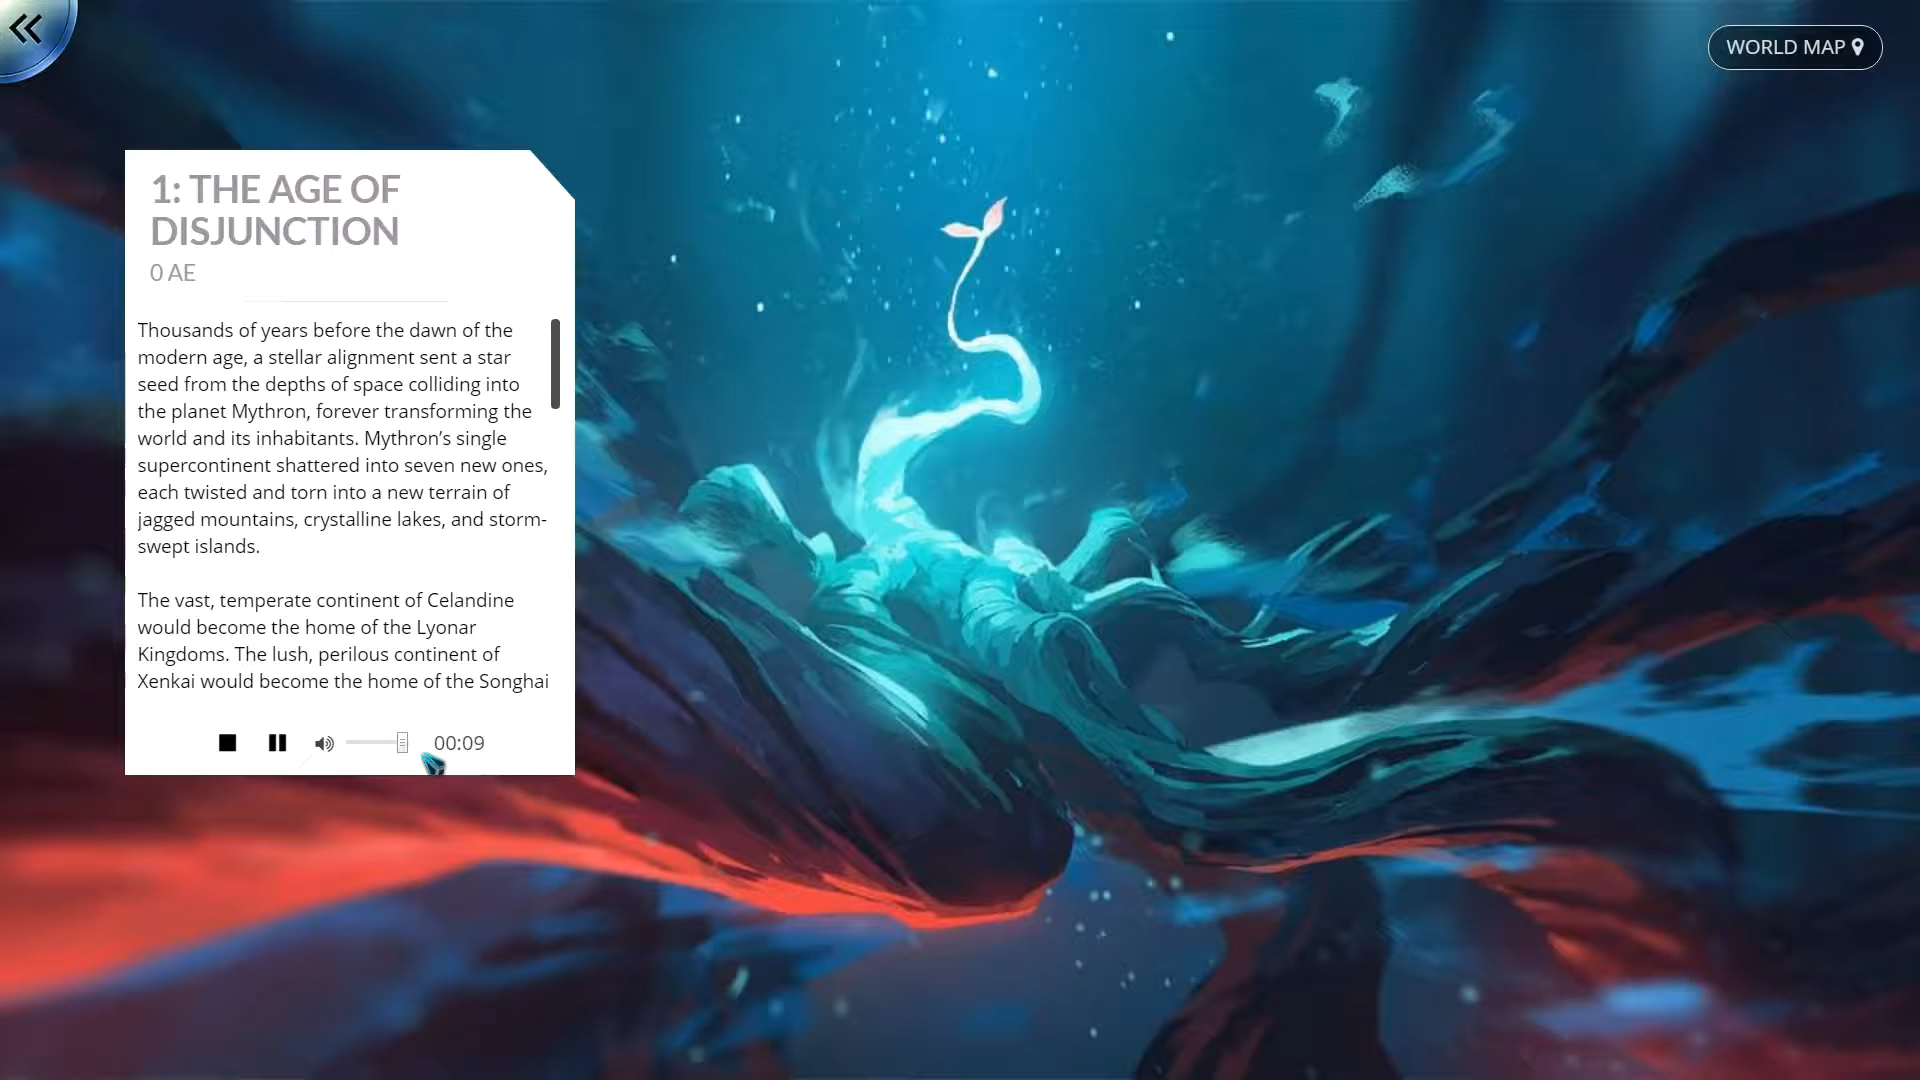 WORLD MAP
1: THE AGE OF
DISJUNCTION
0 AE
Thousands of years before the dawn of the
modern age, a stellar alignment sent a star
seed from the depths of space colliding into
the planet Mythron, forever transforming the
world and its inhabitants. Mythron’s single
supercontinent shattered into seven new ones,
each twisted and torn into a new terrain of
jagged mountains, crystalline lakes, and storm-
swept islands.
The vast, temperate continent of Celandine
would become the home of the Lyonar
Kingdoms. The lush, perilous continent of
Xenkai would become the home of the Songhai
00:09